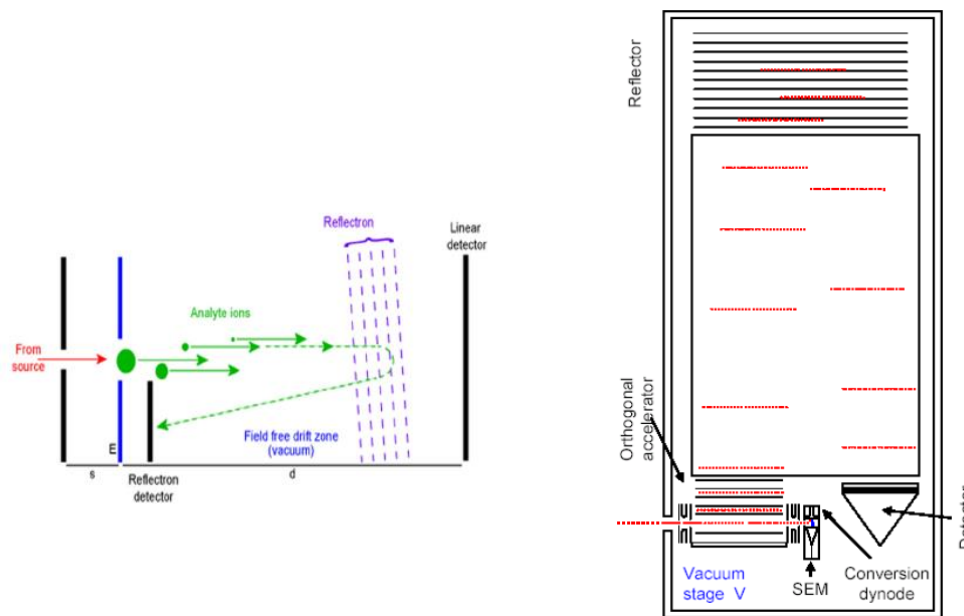 Reflectron
Linear
detector
Analyte ions
From
source
Field free drift zone
(vacuum)
E
s
Reflectron
detector
d
Reflector
Orthogonal
accelerator
Vacuum
stage V
SEM
Conversion
dynode
Detector